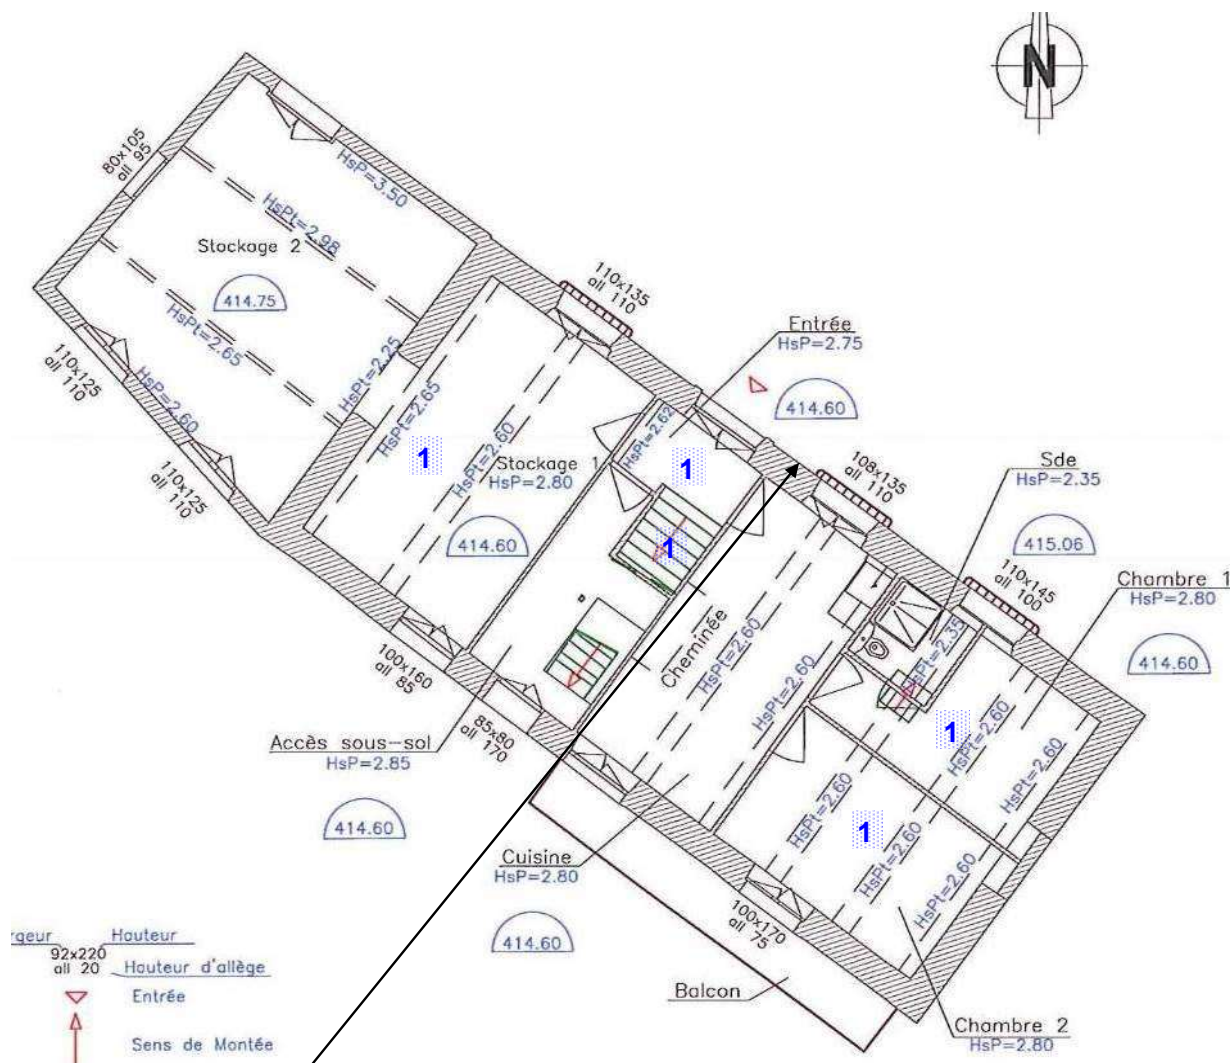 N
80x105
all 95
HsP=3.50
HsPt=2.98
Stockage 2
414.75
HsPt=2.65
110x125
all 110
HsP=2.60
110x125
all 110
HsPt=2.25
110x135
all 110
HsPt=2.65
1
HsPt=2.60
Stockage 1
HsP=2.80
414.60
Entrée
HsP=2.75
414.60
HsPt=2.62
1
1
108x135
all 110
Sde
HsP=2.35
415.06
110x145
all 100
Chambre 1
HsP=2.80
414.60
Cheminée
HsPt=2.60
HsPt=2.60
HsPt=2.35
1
HsPt=2.60
HsPt=2.60
100x160
all 85
85x80
all 170
Accès sous-sol
HsP=2.85
414.60
HsPt=2.60
1
HsPt=2.60
HsPt=2.60
Cuisine
HsP=2.80
414.60
100x170
all 75
Balcon
Chambre 2
HsP=2.80
rgeur
Hauteur
92x220
all 20
Hauteur d'allège
Entrée
Sens de Montée